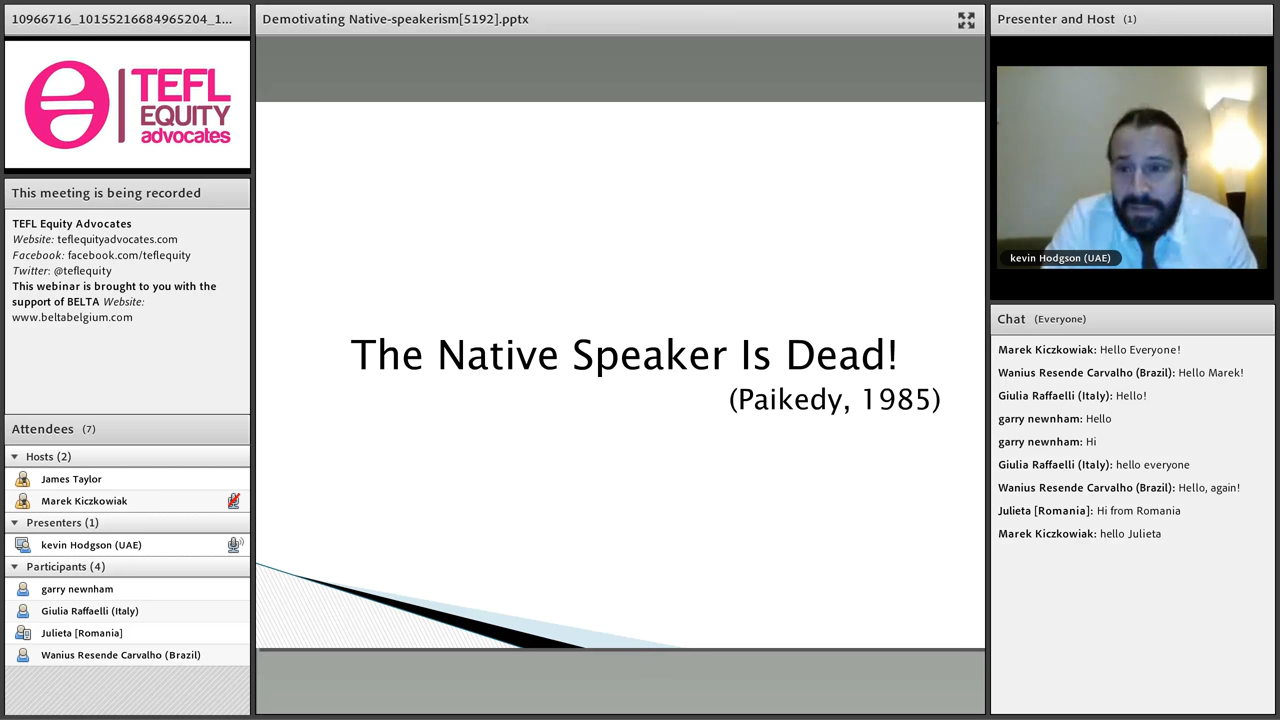 10966716_10155216684965204_1...
TEFL
EQUITY
advocates
This meeting is being recorded
TEFL Equity Advocates
Website: teflequityadvocates.com
Facebook: facebook.com/teflequity
Twitter: @teflequity
This webinar is brought to you with the
support of BELTA Website:
www.beltabelgium.com
Attendees (7)
Hosts (2)
James Taylor
Marek Kiczkowiak
Presenters (1)
kevin Hodgson (UAE)
Participants (4)
garry newnham
Giulia Raffaelli (Italy)
Julieta [Romania]
Wanius Resende Carvalho (Brazil)
Demotivating Native-speakerism[5192].pptx
The Native Speaker Is Dead!
(Paikedy, 1985)
Presenter and Host (1)
kevin Hodgson (UAE)
Chat (Everyone)
Marek Kiczkowiak: Hello Everyone!
Wanius Resende Carvalho (Brazil): Hello Marek!
Giulia Raffaelli (Italy): Hello!
garry newnham: Hello
garry newnham: Hi
Giulia Raffaelli (Italy): hello everyone
Wanius Resende Carvalho (Brazil): Hello, again!
Julieta [Romania]: Hi from Romania
Marek Kiczkowiak: hello Julieta